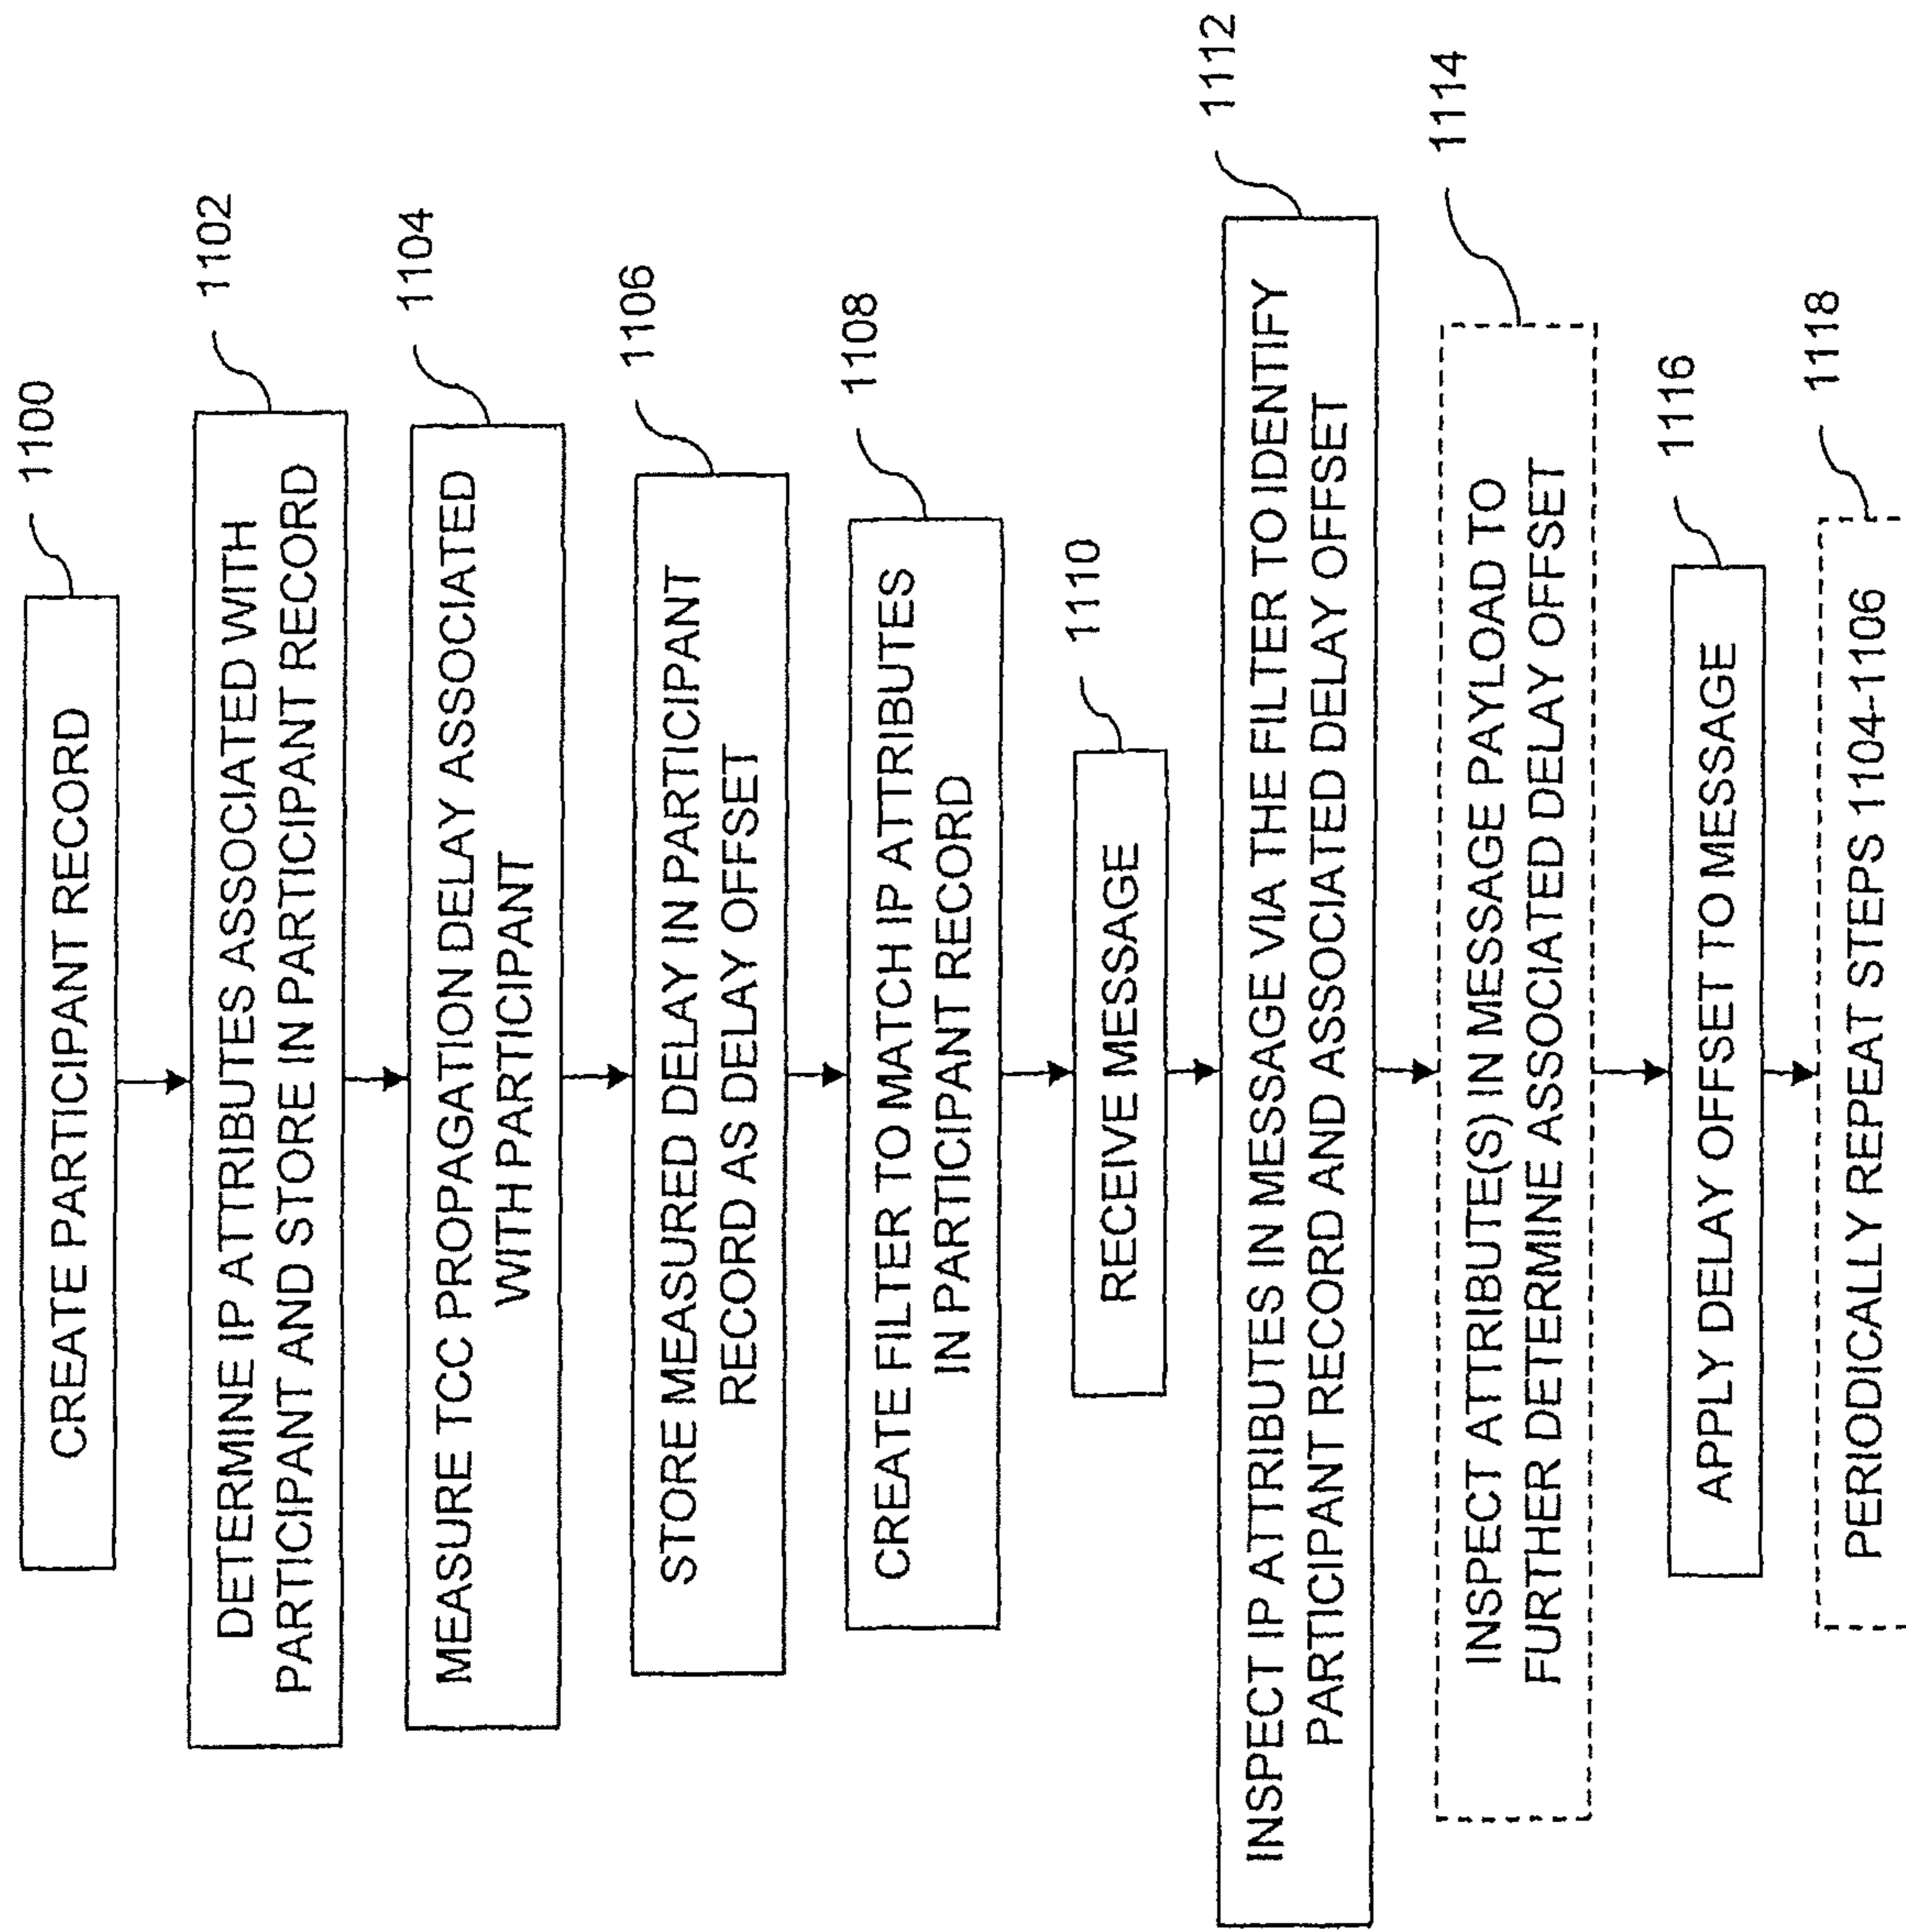 CREATE PARTICIPANT RECORD
1100
DETERMINE IP ATTRIBUTES ASSOCIATED WITH
PARTICIPANT AND STORE IN PARTICIPANT RECORD
1102
MEASURE TCC PROPAGATION DELAY ASSOCIATED
WITH PARTICIPANT
1104
STORE MEASURED DELAY IN PARTICIPANT
RECORD AS DELAY OFFSET
1106
CREATE FILTER TO MATCH IP ATTRIBUTES
IN PARTICIPANT RECORD
1108
RECEIVE MESSAGE
1110
INSPECT IP ATTRIBUTES IN MESSAGE VIA THE FILTER TO IDENTIFY
PARTICIPANT RECORD AND ASSOCIATED DELAY OFFSET
1112
INSPECT ATTRIBUTE(S) IN MESSAGE PAYLOAD TO
FURTHER DETERMINE ASSOCIATED DELAY OFFSET
1114
APPLY DELAY OFFSET TO MESSAGE
1116
PERIODICALLY REPEAT STEPS 1104-1106
1118